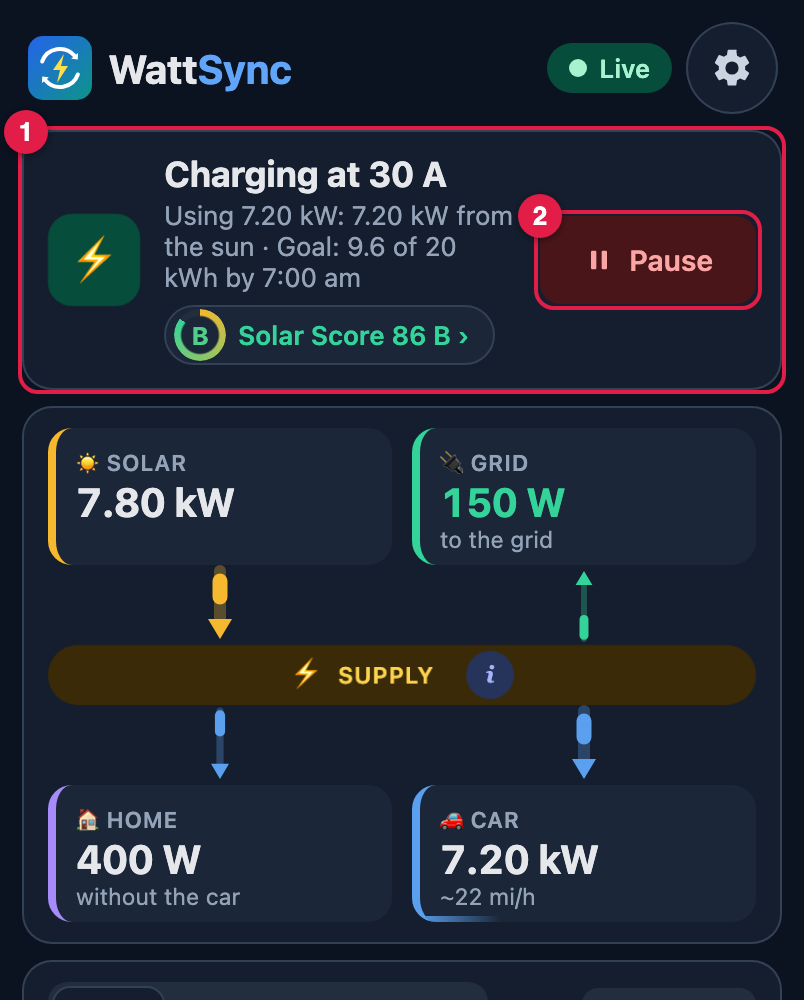 WattSync
Live
1
Charging at 30 A
Using 7.20 kW: 7.20 kW from
the sun · Goal: 9.6 of 20
kWh by 7:00 am
2
Pause
B
Solar Score 86 B ›
SOLAR
7.80 kW
GRID
150 W
to the grid
SUPPLY
i
HOME
400 W
without the car
CAR
7.20 kW
~22 mi/h